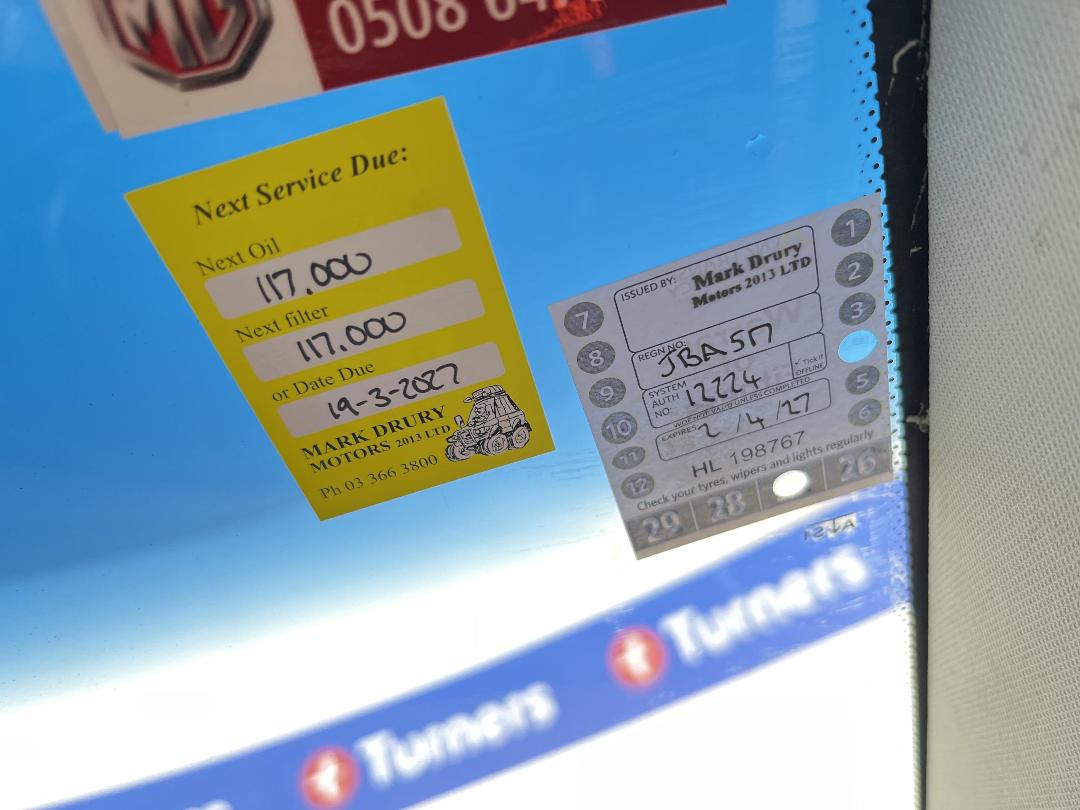 MG
0508
Next Service Due:
Next Oil
117,000
Next filter
117.000
or Date Due
19-3-2027
MARK DRURY
MOTORS 2013 LTD
Ph 03 366 3800
ISSUED BY:
Mark Drury
Motors 2013 LTD
REGN NO:
SYSTEM
AUTH
NO:
12224
✓ Tick if
OFFLINE
WOF NOT VALID UNLESS COMPLETED
EXPIRES
2 /4 /27
HL 198767
Check your tyres, wipers and lights regularly
7
8
9
10
11
12
1
2
3
5
6
29 28 26
Turners
Turners